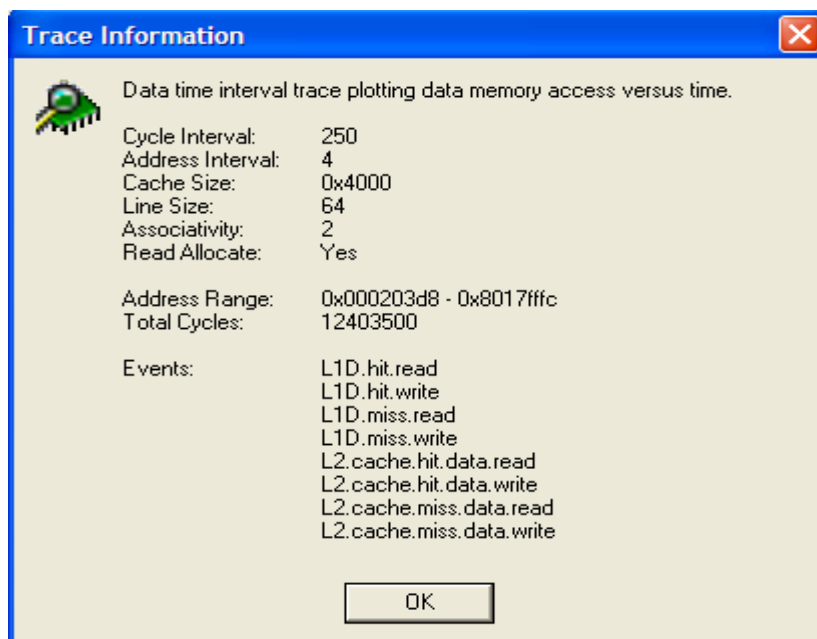 Trace Information
Data time interval trace plotting data memory access versus time.
Cycle Interval: 250
Address Interval: 4
Cache Size: 0x4000
Line Size: 64
Associativity: 2
Read Allocate: Yes
Address Range: 0x000203d8 - 0x8017fffc
Total Cycles: 12403500
Events: L1D.hit.read
L1D.hit.write
L1D.miss.read
L1D.miss.write
L2.cache.hit.data.read
L2.cache.hit.data.write
L2.cache.miss.data.read
L2.cache.miss.data.write
OK